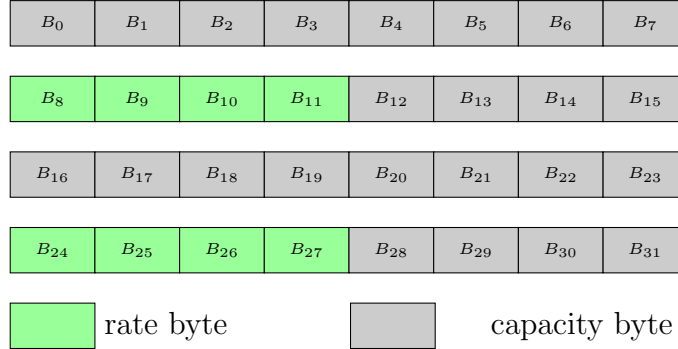 B0 B1 B2 B3 B4 B5 B6 B7
B8 B9 B10 B11 B12 B13 B14 B15
B16 B17 B18 B19 B20 B21 B22 B23
B24 B25 B26 B27 B28 B29 B30 B31
rate byte capacity byte